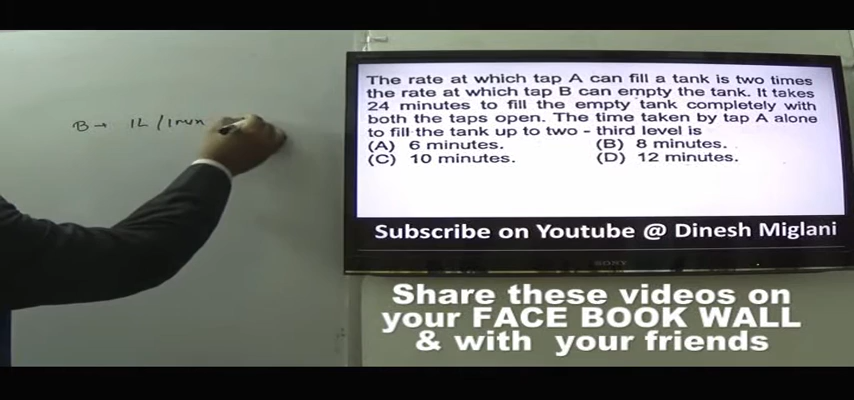 B → 1L / 1 min
The rate at which tap A can fill a tank is two times
the rate at which tap B can empty the tank. It takes
24 minutes to fill the empty tank completely with
both the taps open. The time taken by tap A alone
to fill the tank up to two - third level is
(A) 6 minutes. (B) 8 minutes.
(C) 10 minutes. (D) 12 minutes.
Subscribe on Youtube @ Dinesh Miglani
SONY
Share these videos on
your FACE BOOK WALL
& with your friends